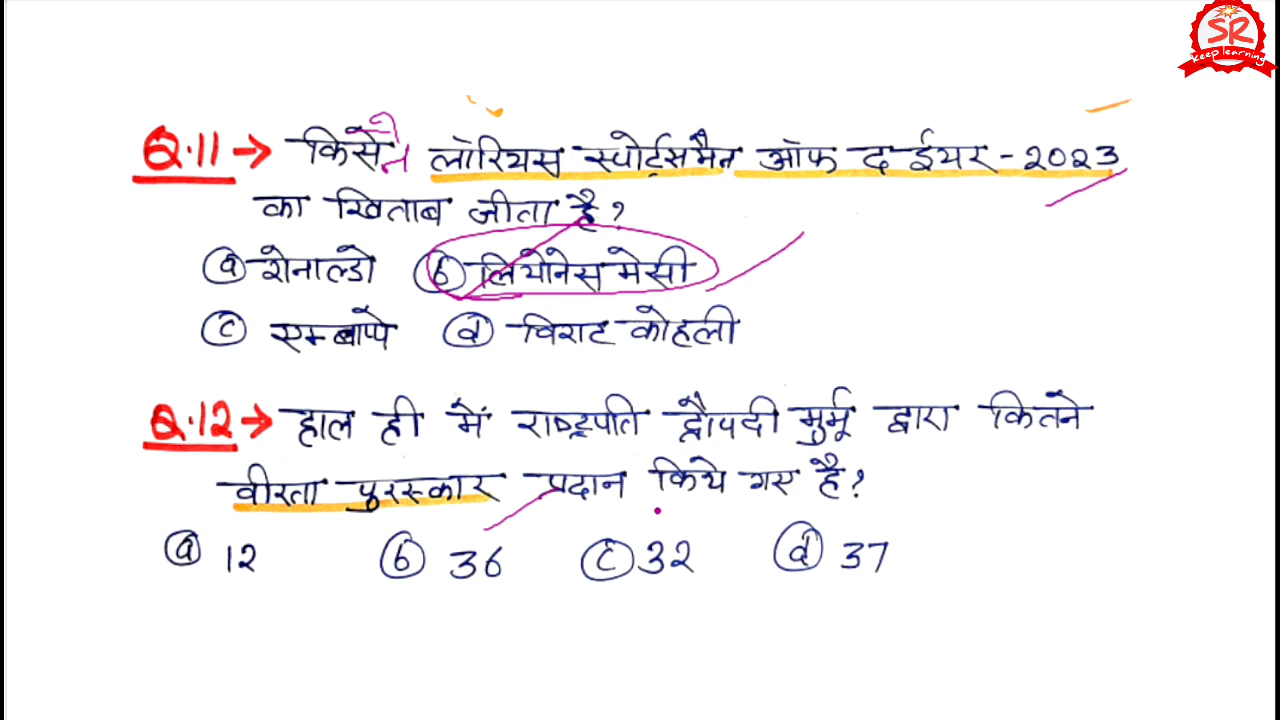 SR
keep learning
Q.11 → किसने लॉरियस स्पोर्ट्समैन ऑफ द ईयर - 2023
का खिताब जीता है?
(a) रोनाल्डो (b) लियोनेस मेसी
(c) एम्बाप्पे (d) विराट कोहली
Q.12 → हाल ही में राष्ट्रपति द्रौपदी मुर्मू द्वारा कितने
वीरता पुरस्कार प्रदान किये गए है?
(a) 12 (b) 36 (c) 32 (d) 37